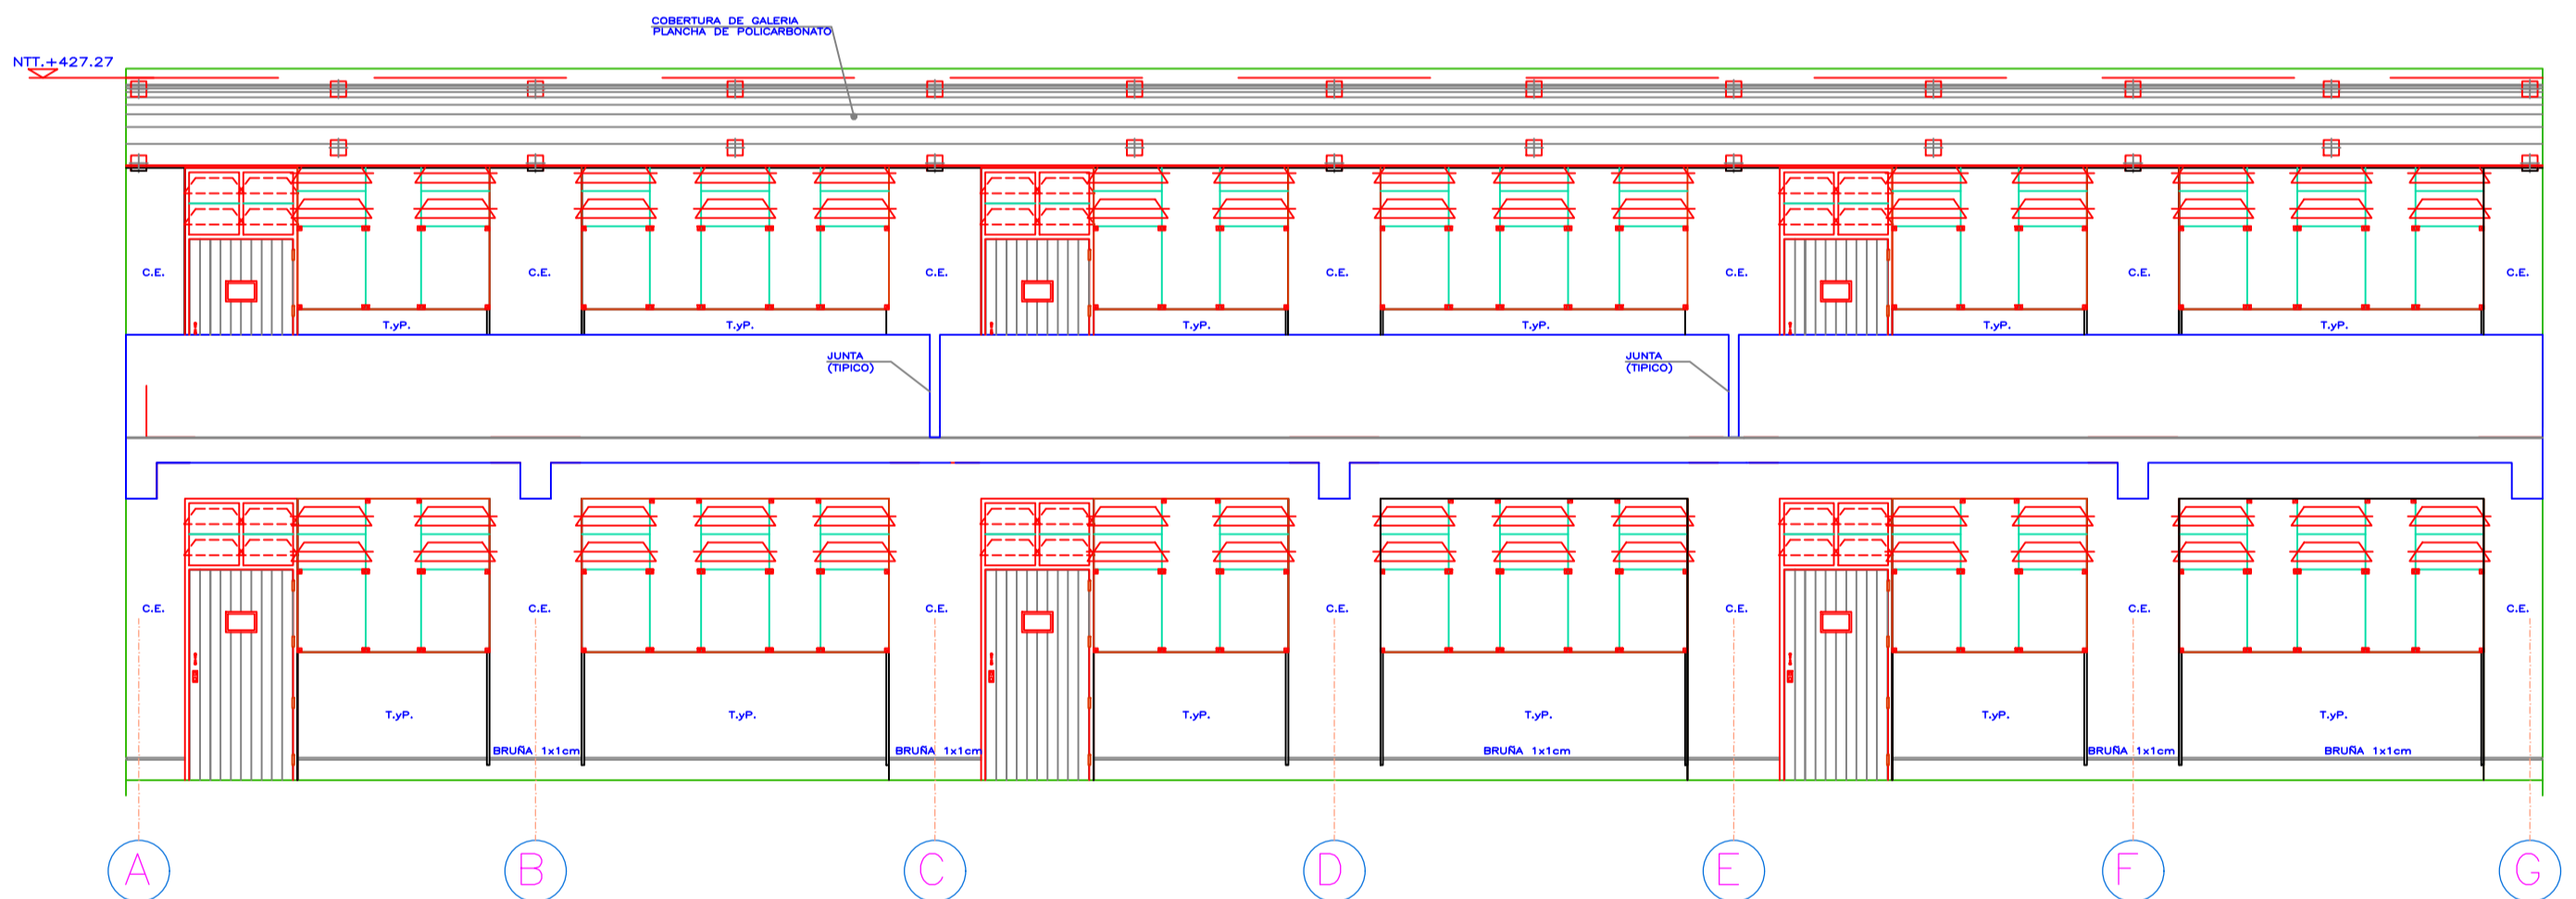 COBERTURA DE GALERIA
PLANCHA DE POLICARBONATO
NTT.+427.27
C.E. C.E. C.E. C.E. C.E. C.E. C.E.
T.yP. T.yP. T.yP. T.yP. T.yP. T.yP.
JUNTA
(TIPICO)
JUNTA
(TIPICO)
C.E. C.E. C.E. C.E. C.E. C.E. C.E.
T.yP. T.yP. T.yP. T.yP. T.yP. T.yP.
BRUÑA 1x1cm BRUÑA 1x1cm BRUÑA 1x1cm BRUÑA 1x1cm BRUÑA 1x1cm
A B C D E F G